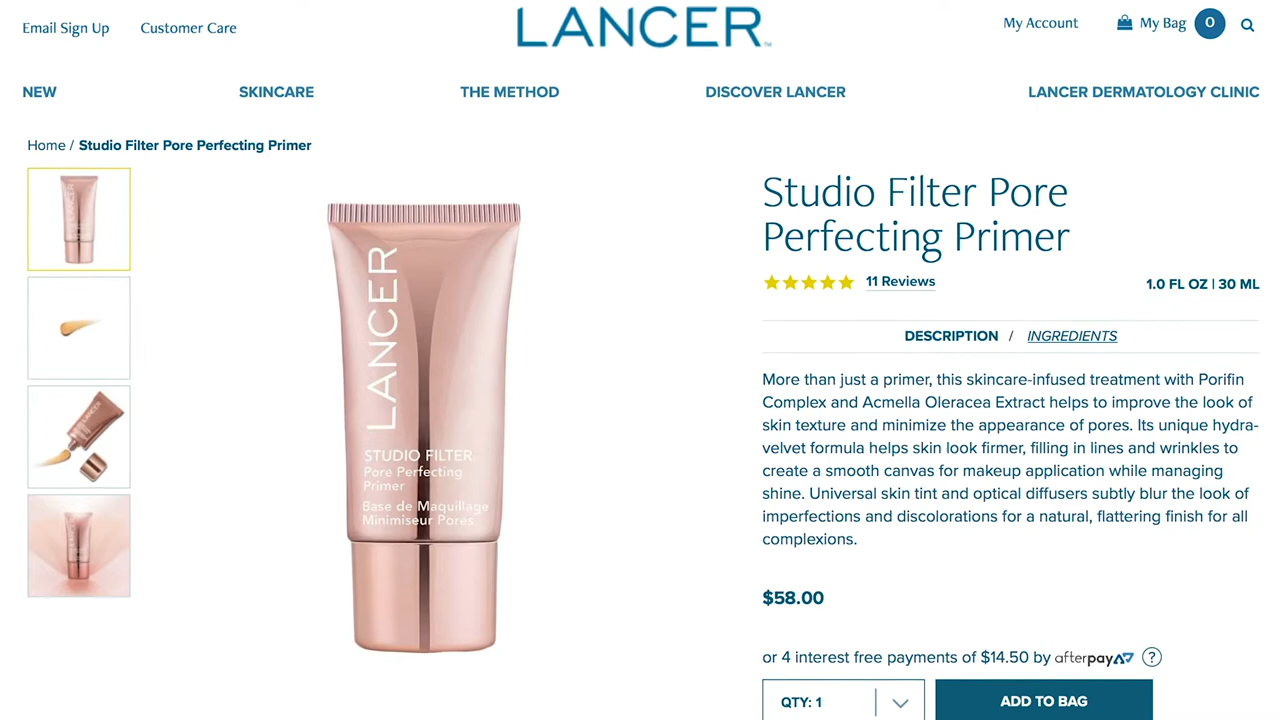 Email Sign Up
Customer Care
LANCER™
My Account
My Bag
0
NEW
SKINCARE
THE METHOD
DISCOVER LANCER
LANCER DERMATOLOGY CLINIC
Home / Studio Filter Pore Perfecting Primer
LANCER
STUDIO FILTER
Pore Perfecting
Primer
Base de Maquillage
Minimiseur Pores
Studio Filter Pore
Perfecting Primer
11 Reviews
1.0 FL OZ | 30 ML
DESCRIPTION / INGREDIENTS
More than just a primer, this skincare-infused treatment with Porifin
Complex and Acmella Oleracea Extract helps to improve the look of
skin texture and minimize the appearance of pores. Its unique hydra-
velvet formula helps skin look firmer, filling in lines and wrinkles to
create a smooth canvas for makeup application while managing
shine. Universal skin tint and optical diffusers subtly blur the look of
imperfections and discolorations for a natural, flattering finish for all
complexions.
$58.00
or 4 interest free payments of $14.50 by afterpay ?
QTY: 1
ADD TO BAG